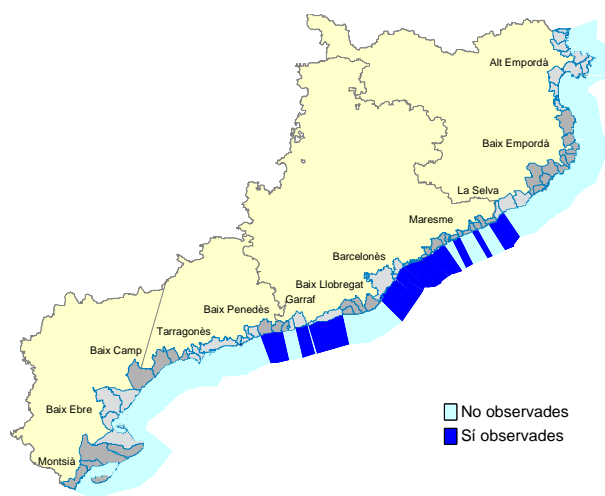 Alt Empordà
Baix Empordà
La Selva
Maresme
Barcelonès
Baix Llobregat
Garraf
Baix Penedès
Tarragonès
Baix Camp
Baix Ebre
Montsià
No observades
Sí observades